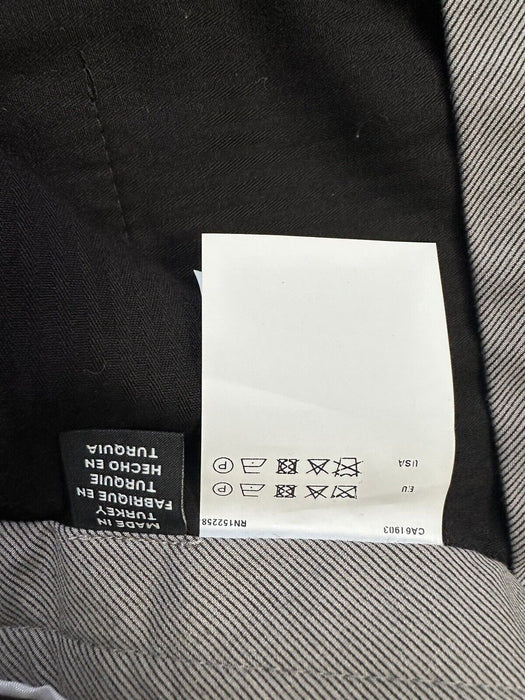 CA61903 RN152258
EU
USA
MADE IN
TURKEY
FABRIQUE EN
TURQUIE
HECHO EN
TURQUIA